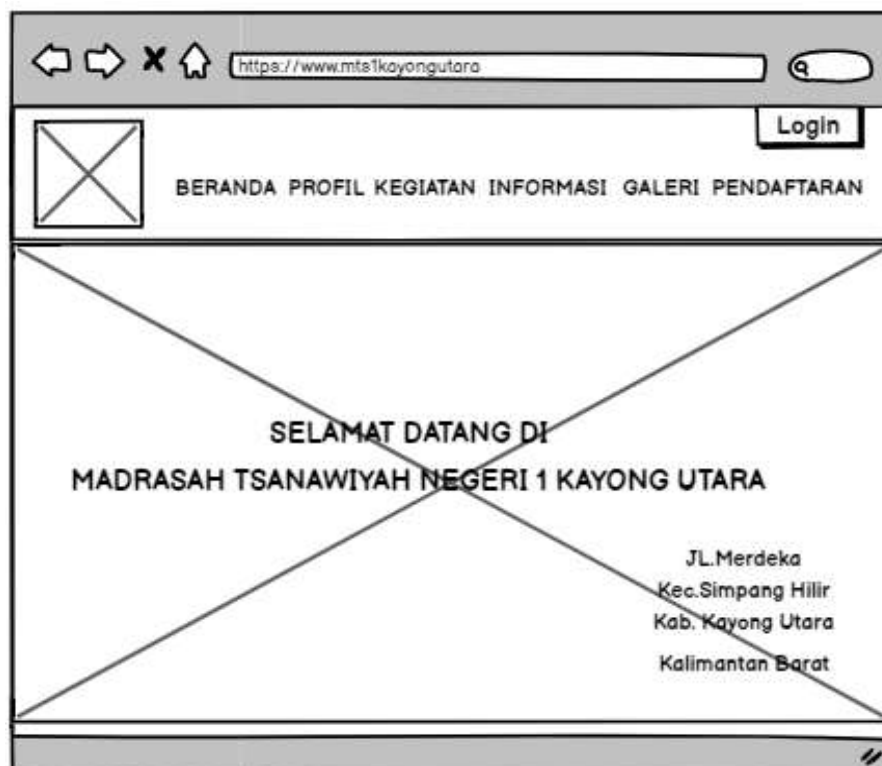 https://www.mts1kayongutara
Login
BERANDA PROFIL KEGIATAN INFORMASI GALERI PENDAFTARAN
SELAMAT DATANG DI
MADRASAH TSANAWIYAH NEGERI 1 KAYONG UTARA
JL.Merdeka
Kec.Simpang Hilir
Kab. Kayong Utara
Kalimantan Barat